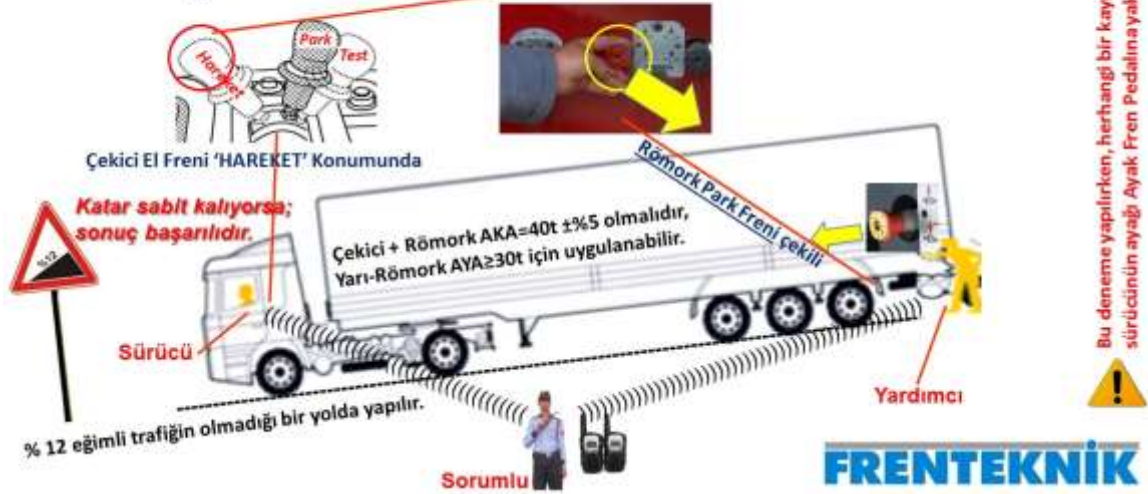 Hareket
Park
Test
Çekici El Freni ‘HAREKET’ Konumunda
Katar sabit kalıyorsa;
sonuç başarılıdır.
%12
Çekici + Römork AKA=40t ±%5 olmalıdır,
Yarı-Römork AYA≥30t için uygulanabilir.
Römork Park Freni çekili
Sürücü
Yardımcı
% 12 eğimli trafiğin olmadığı bir yolda yapılır.
Sorumlu
FRENTEKNİK
Bu deneme yapılırken, herhangi bir
sürücünün ayağı Ayak Fren Pedalına